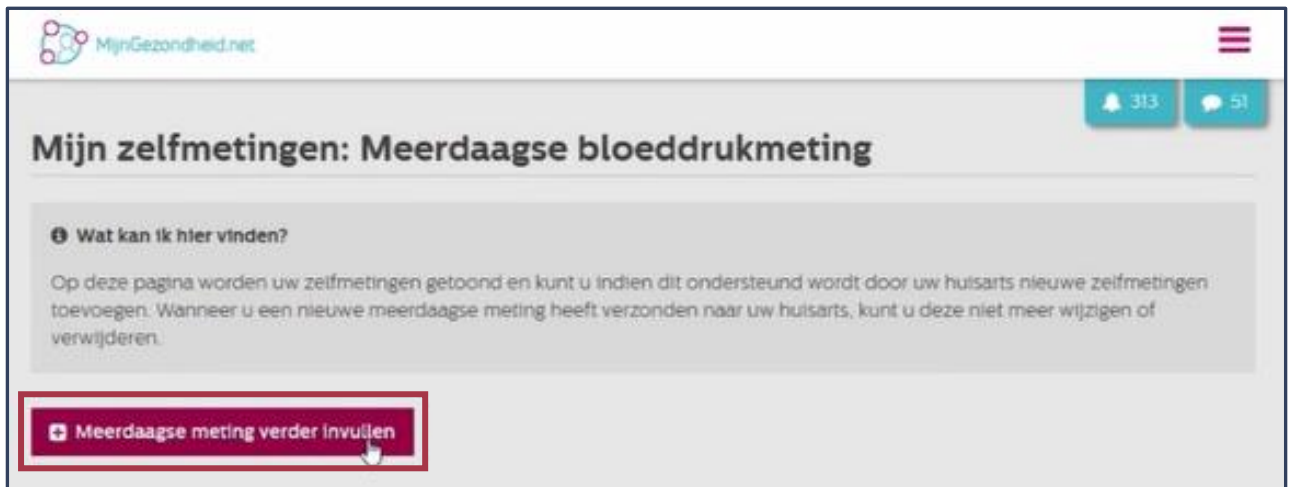 MijnGezondheid.net
313
51
Mijn zelfmetingen: Meerdaagse bloeddrukmeting
Wat kan ik hier vinden?
Op deze pagina worden uw zelfmetingen getoond en kunt u indien dit ondersteund wordt door uw huisarts nieuwe zelfmetingen
toevoegen. Wanneer u een nieuwe meerdaagse meting heeft verzonden naar uw huisarts, kunt u deze niet meer wijzigen of
verwijderen.
Meerdaagse meting verder invullen